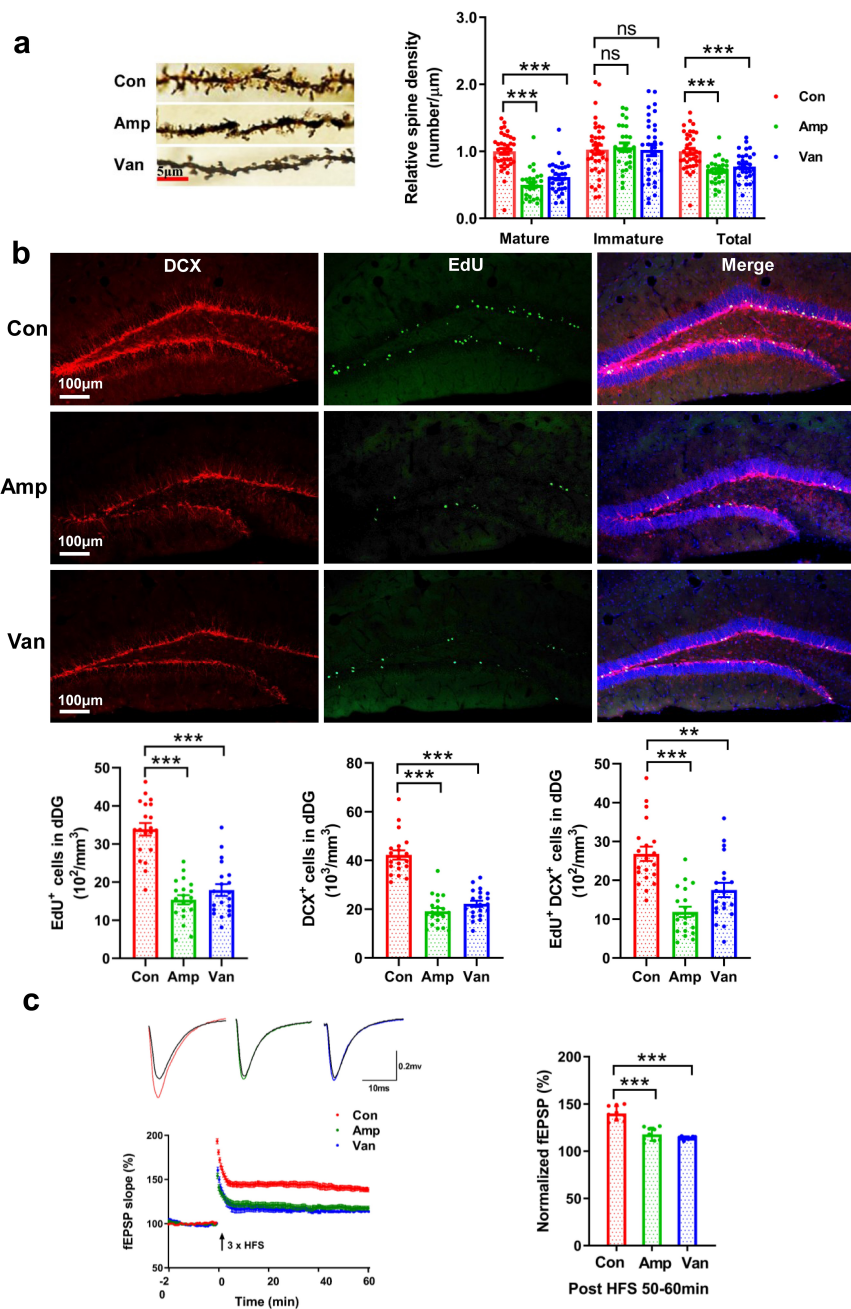 a
Con
Amp
Van
5μm
Relative spine density
(number/μm)
3.0
2.0
1.0
0.0
***
***
ns
ns
***
***
Mature
Immature
Total
Con
Amp
Van
b
DCX
EdU
Merge
Con
100μm
Amp
100μm
Van
100μm
EdU+ cells in dDG
(10²/mm³)
50
40
30
20
10
0
***
***
Con
Amp
Van
DCX+ cells in dDG
(10³/mm³)
80
60
40
20
0
***
***
Con
Amp
Van
EdU+ DCX+ cells in dDG
(10²/mm³)
50
40
30
20
10
0
**
***
Con
Amp
Van
c
0.2mv
10ms
Con
Amp
Van
fEPSP slope (%)
200
150
100
50
3 x HFS
-2
0
0
20
40
60
Time (min)
Normalized fEPSP (%)
200
150
100
50
0
***
***
Con
Amp
Van
Post HFS 50-60min